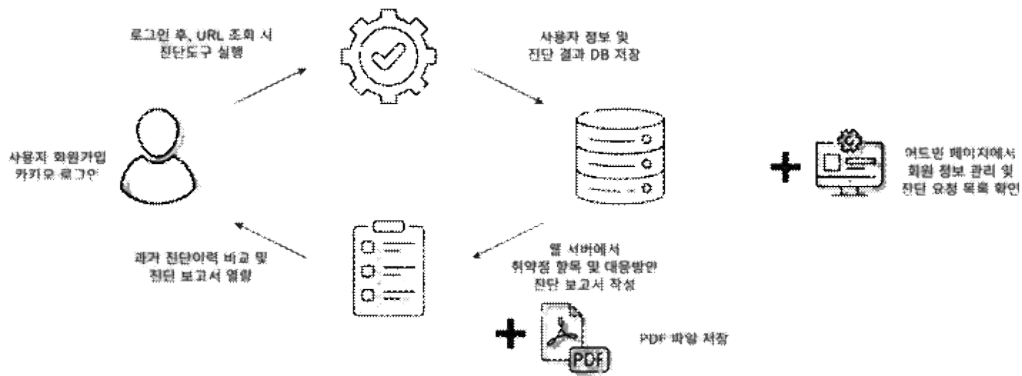 로그인 후, URL 조회 시
진단도구 실행
사용자 정보 및
진단 결과 DB 저장
사용자 회원가입
카카오 로그인
어드민 페이지에서
회원 정보 관리 및
진단 요청 목록 확인
과거 진단이력 비교 및
진단 보고서 열람
웹 서버에서
취약점 항목 및 대응방안
진단 보고서 작성
PDF
PDF 파일 저장